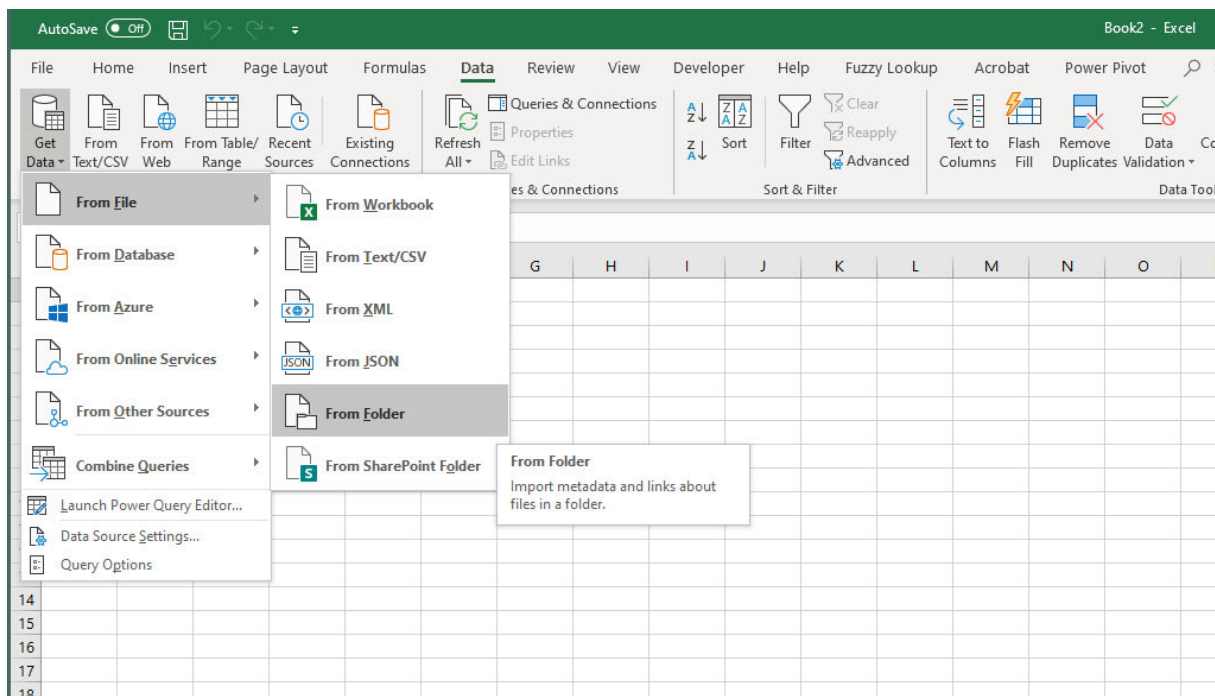 AutoSave Off Book2 - Excel
File Home Insert Page Layout Formulas Data Review View Developer Help Fuzzy Lookup Acrobat Power Pivot
Get Data
From Text/CSV
From Web
From Table/ Range
Recent Sources
Existing Connections
Refresh All
Queries & Connections
Properties
Edit Links
es & Connections
Sort
Filter
Clear
Reapply
Advanced
Sort & Filter
Text to Columns
Flash Fill
Remove Duplicates
Data Validation
Co
Data Tool
From File
From Database
From Azure
From Online Services
From Other Sources
Combine Queries
Launch Power Query Editor...
Data Source Settings...
Query Options
From Workbook
From Text/CSV
From XML
JSON From JSON
From Folder
From SharePoint Folder
From Folder
Import metadata and links about
files in a folder.
G H I J K L M N O
14
15
16
17
18